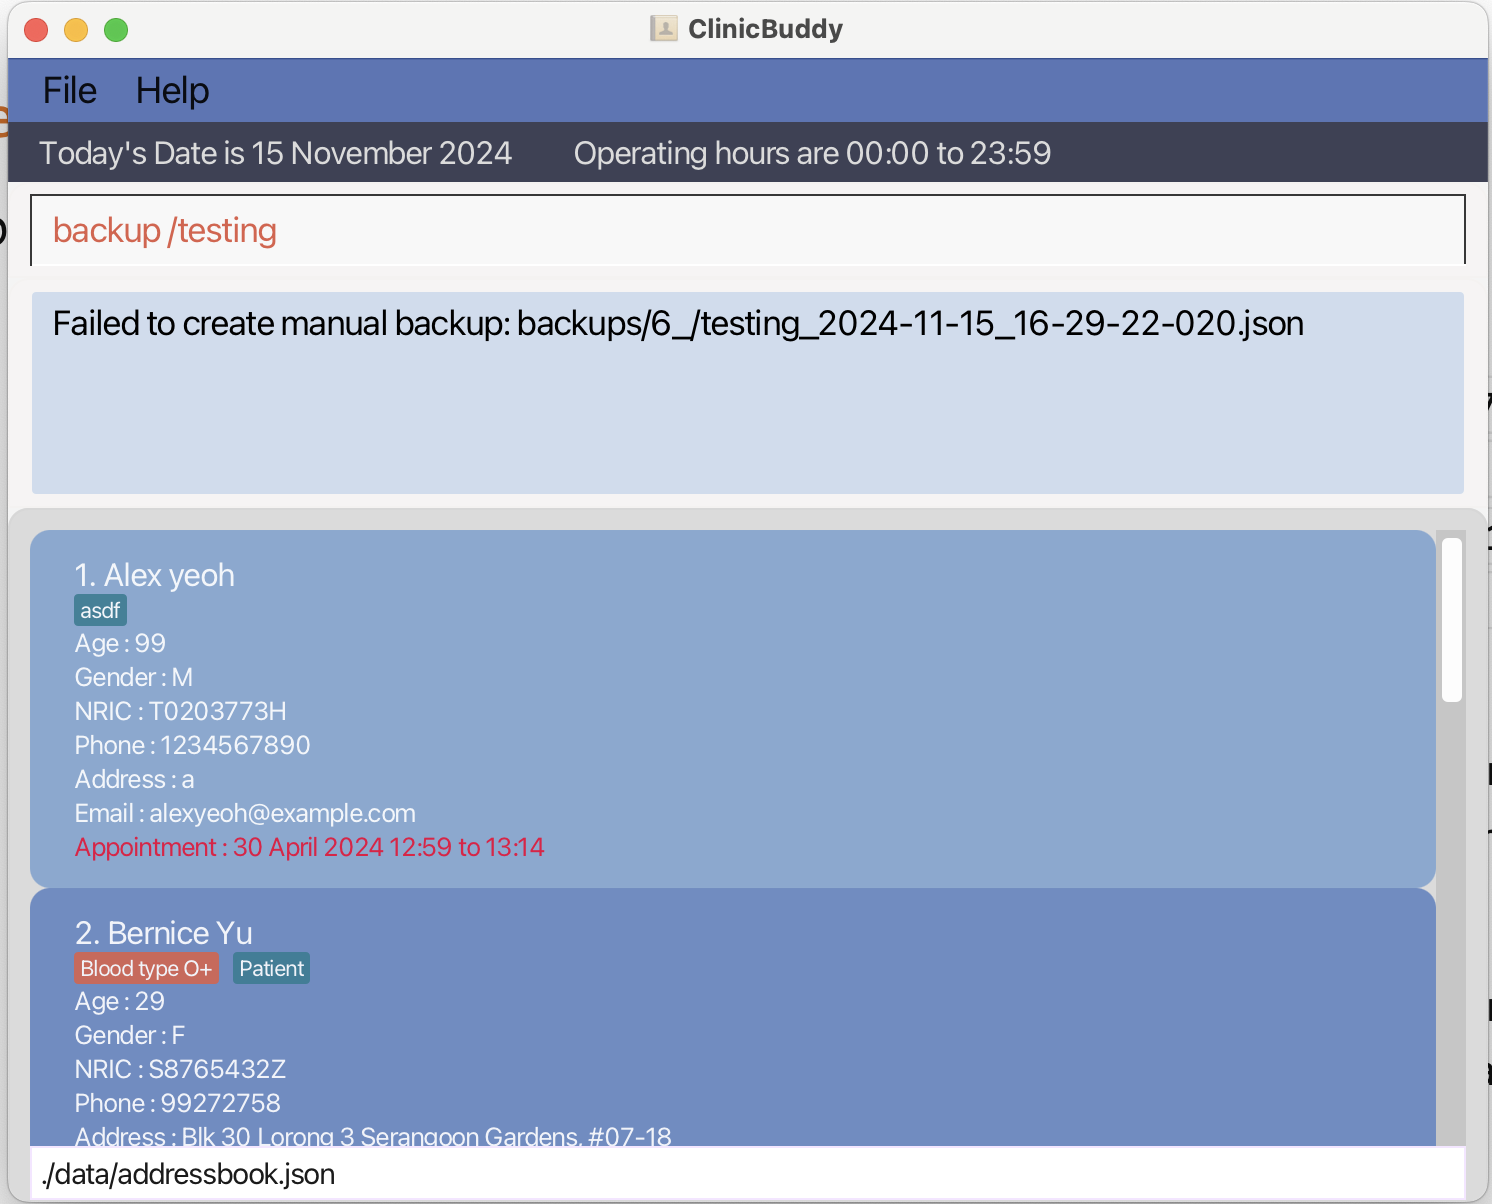 ClinicBuddy
File Help
Today's Date is 15 November 2024 Operating hours are 00:00 to 23:59
backup /testing
Failed to create manual backup: backups/6_/testing_2024-11-15_16-29-22-020.json
1. Alex yeoh
asdf
Age : 99
Gender : M
NRIC : T0203773H
Phone : 1234567890
Address : a
Email : alexyeoh@example.com
Appointment : 30 April 2024 12:59 to 13:14
2. Bernice Yu
Blood type O+ Patient
Age : 29
Gender : F
NRIC : S8765432Z
Phone : 99272758
Address : Blk 30 Lorong 3 Serangoon Gardens, #07-18
./data/addressbook.json